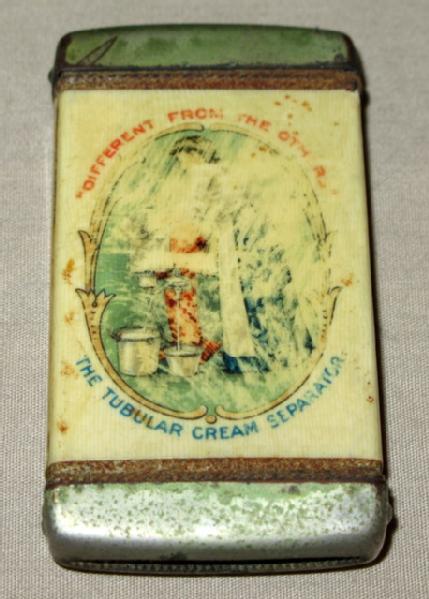 "DIFFERENT FROM THE
THE TUBULAR CREAM SEPARATOR